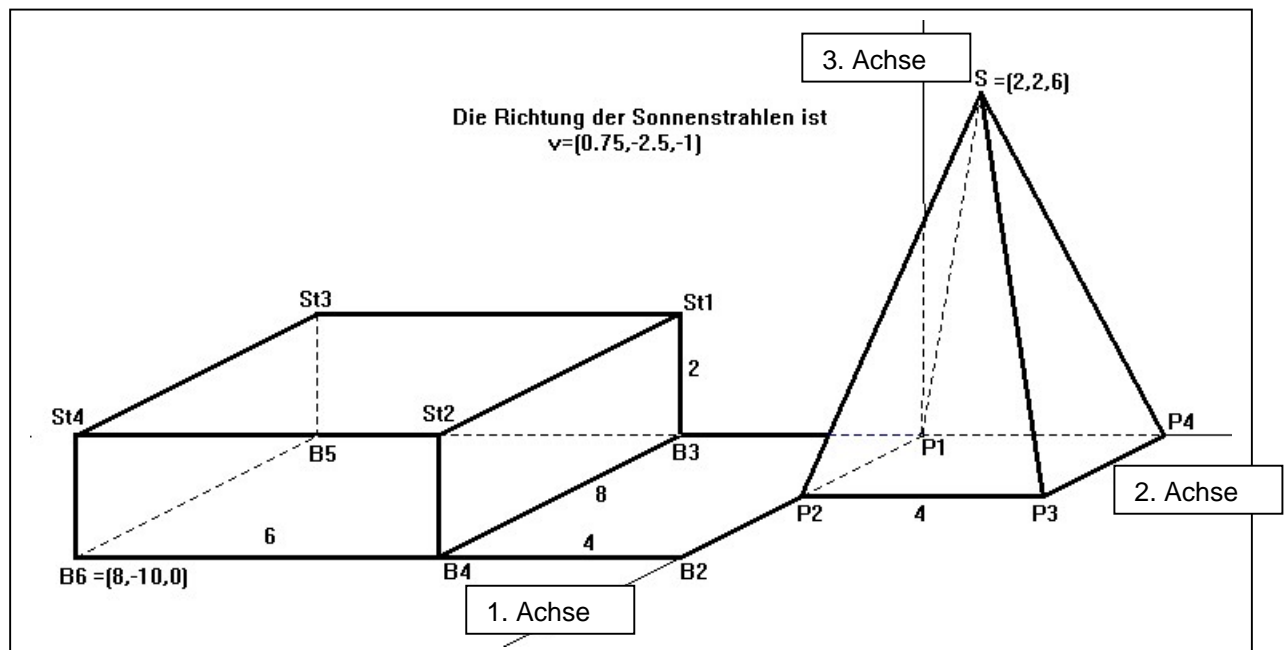 3. Achse
S =(2,2,6)
Die Richtung der Sonnenstrahlen ist
v=(0.75,-2.5,-1)
St3
St1
2
St4
St2
B5
B3
P1
P4
8
2. Achse
P2
4
P3
6
4
B6 =(8,-10,0)
B4
B2
1. Achse